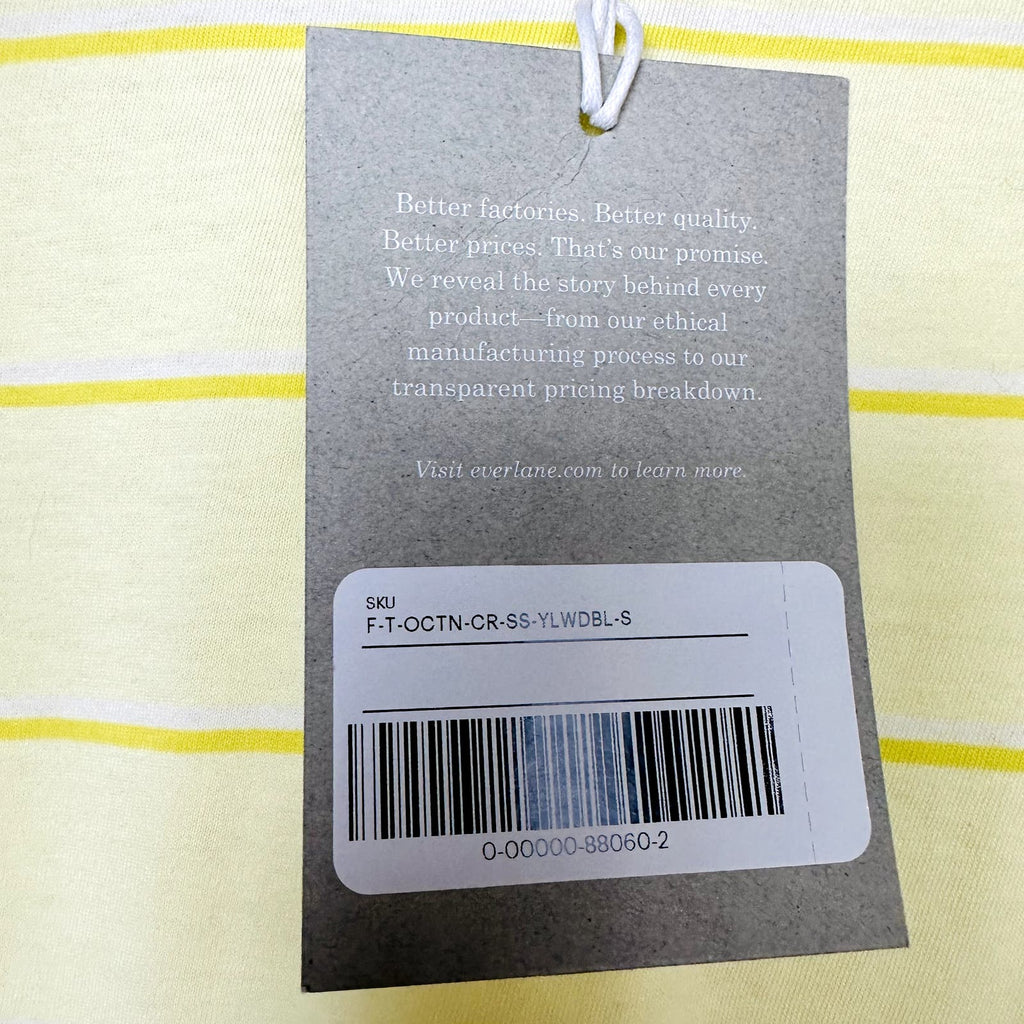 Better factories. Better quality.
Better prices. That's our promise.
We reveal the story behind every
product—from our ethical
manufacturing process to our
transparent pricing breakdown.
Visit everlane.com to learn more.
SKU
F-T-OCTN-CR-SS-YLWDBL-S
0-00000-88060-2